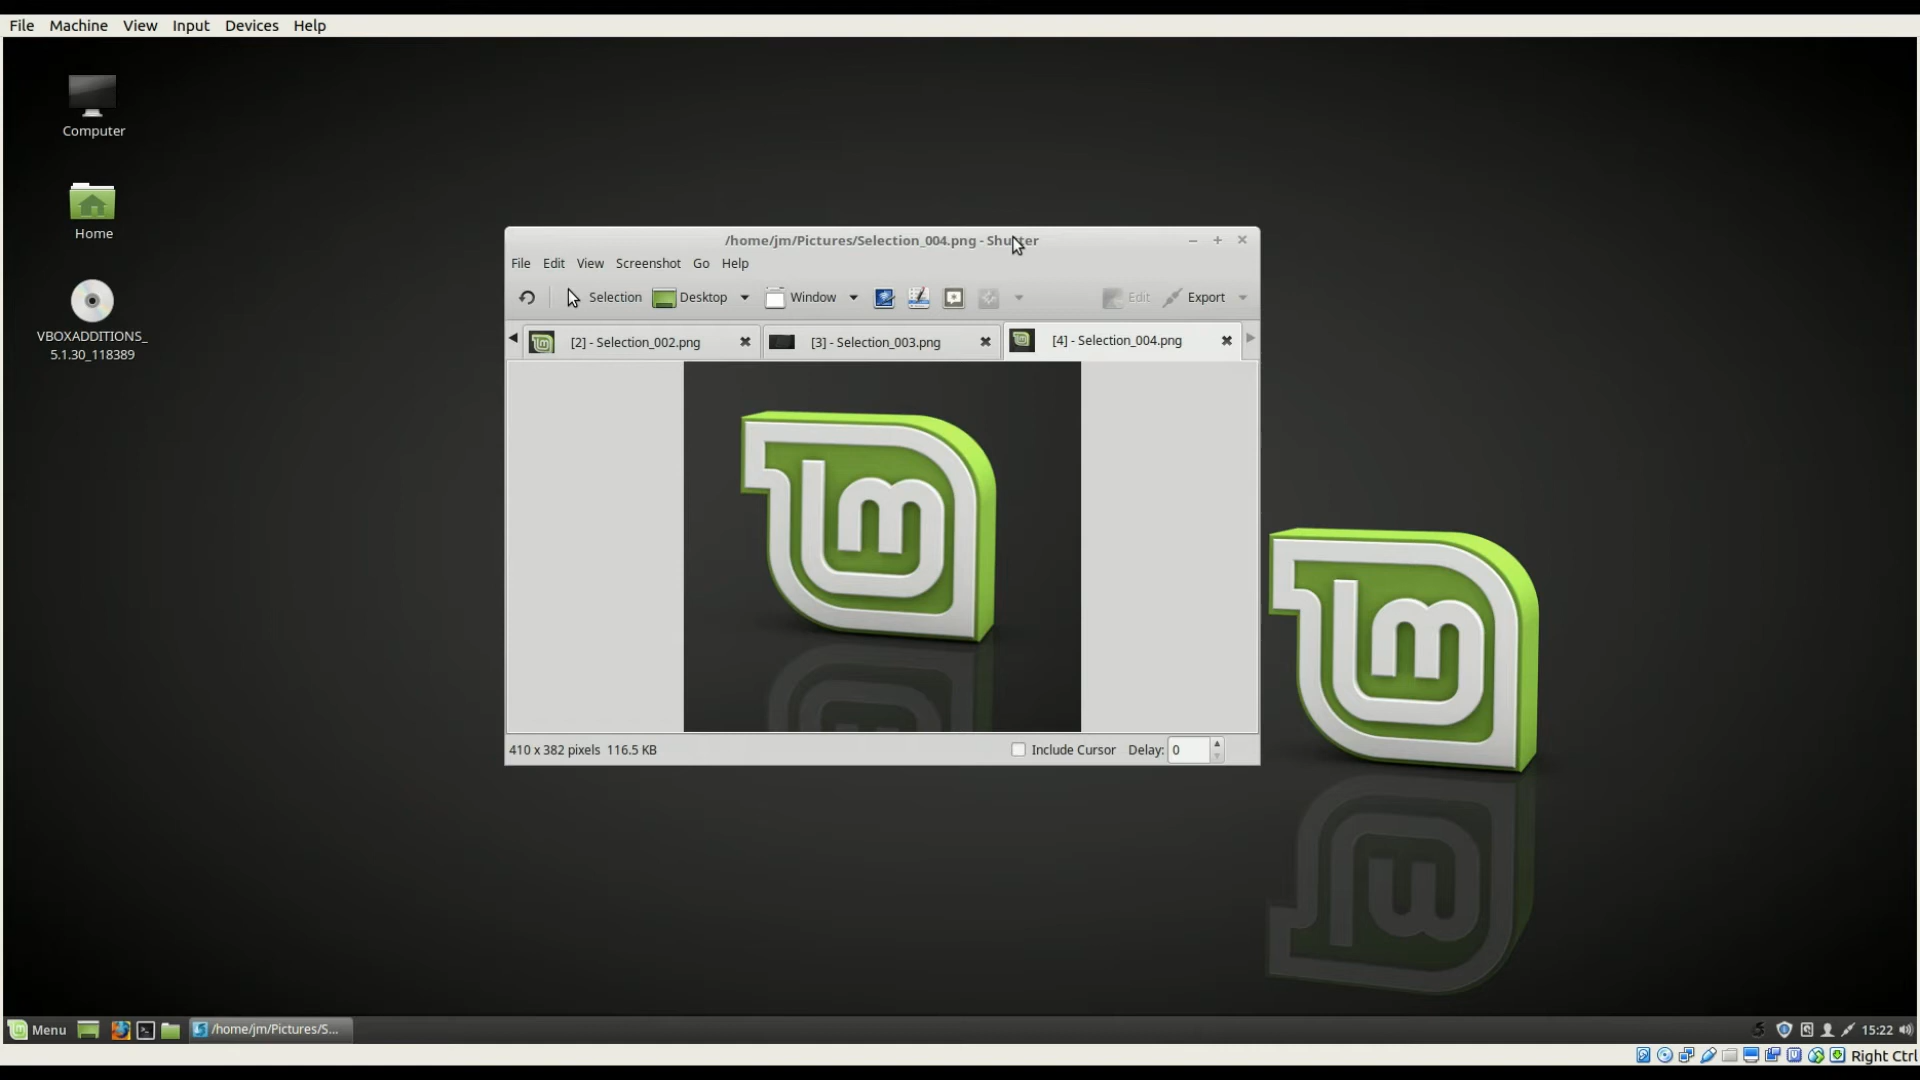 File Machine View Input Devices Help
Computer
Home
VBOXADDITIONS_
5.1.30_118389
/home/jm/Pictures/Selection_004.png - Shutter
File Edit View Screenshot Go Help
Selection Desktop Window Edit Export
[2] - Selection_002.png [3] - Selection_003.png [4] - Selection_004.png
410 x 382 pixels 116.5 KB Include Cursor Delay: 0
Menu /home/jm/Pictures/S... 15:22
Right Ctrl